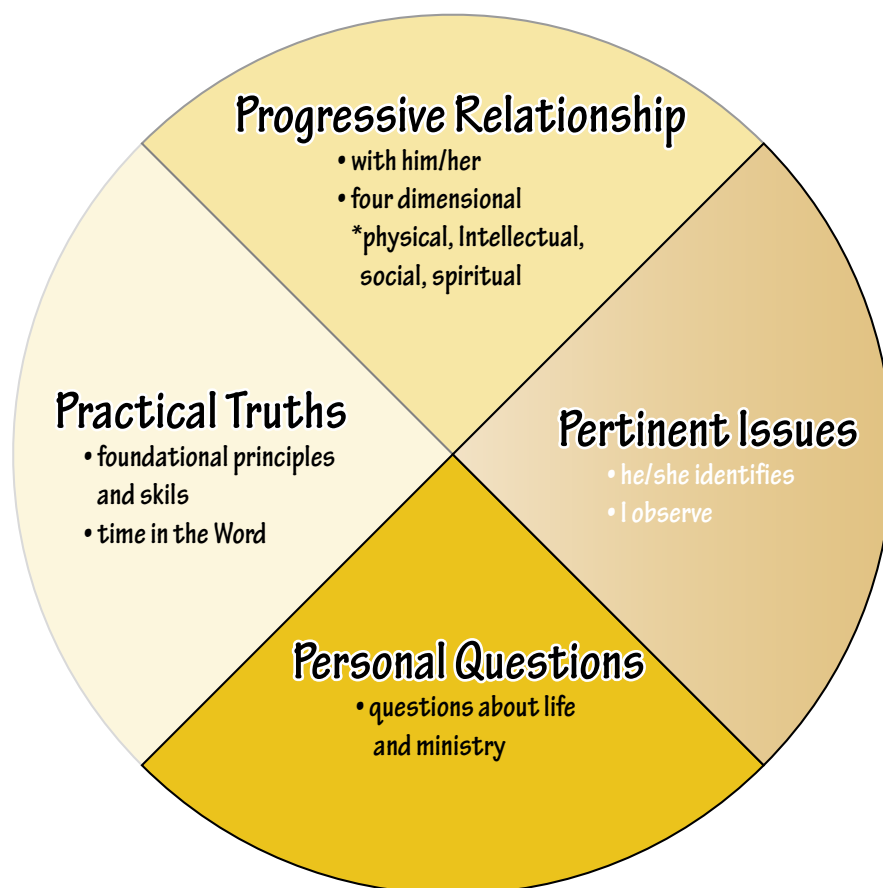 Progressive Relationship
• with him/her
• four dimensional
*physical, Intellectual,
social, spiritual
Practical Truths
• foundational principles
and skils
• time in the Word
Pertinent Issues
• he/she identifies
• I observe
Personal Questions
• questions about life
and ministry